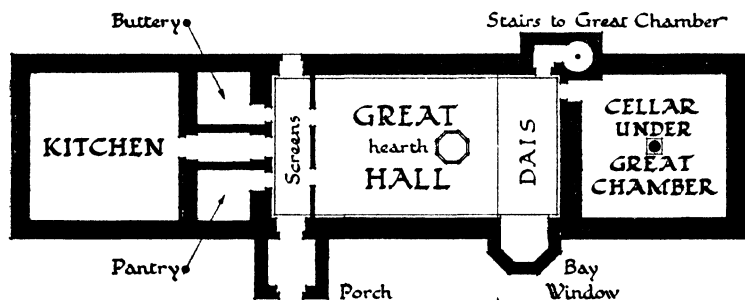 Buttery
Stairs to Great Chamber
KITCHEN
Screens
GREAT
hearth
HALL
DAIS
CELLAR
UNDER
GREAT
CHAMBER
Pantry
Porch
Bay
Window